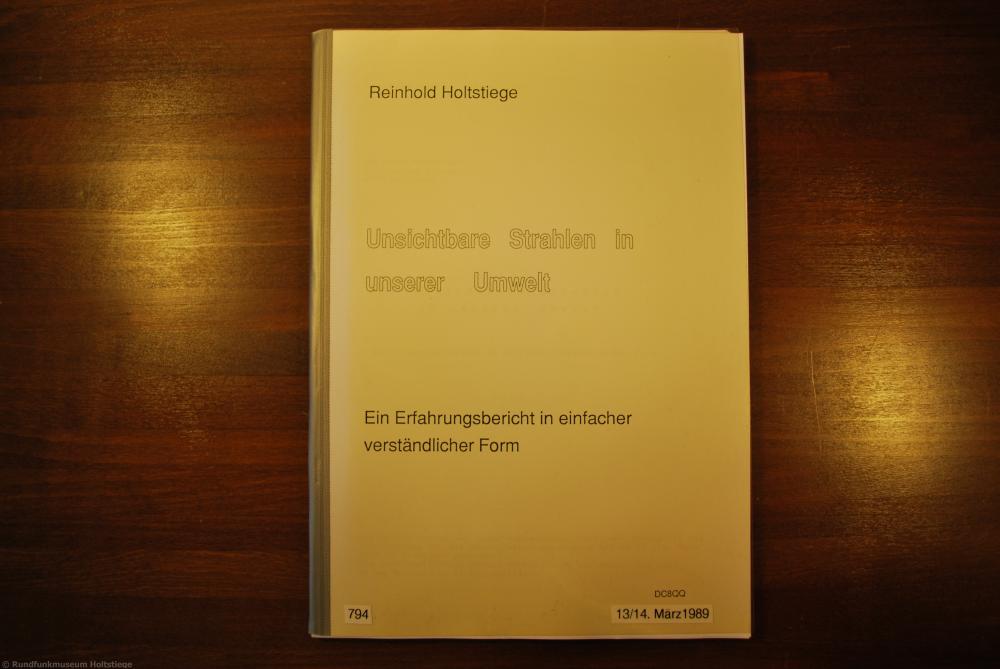 Reinhold Holtstiege
Unsichtbare Strahlen in
unserer Umwelt
Ein Erfahrungsbericht in einfacher
verständlicher Form
DC8QQ
794
13/14. März1989
© Rundfunkmuseum Holtstiege